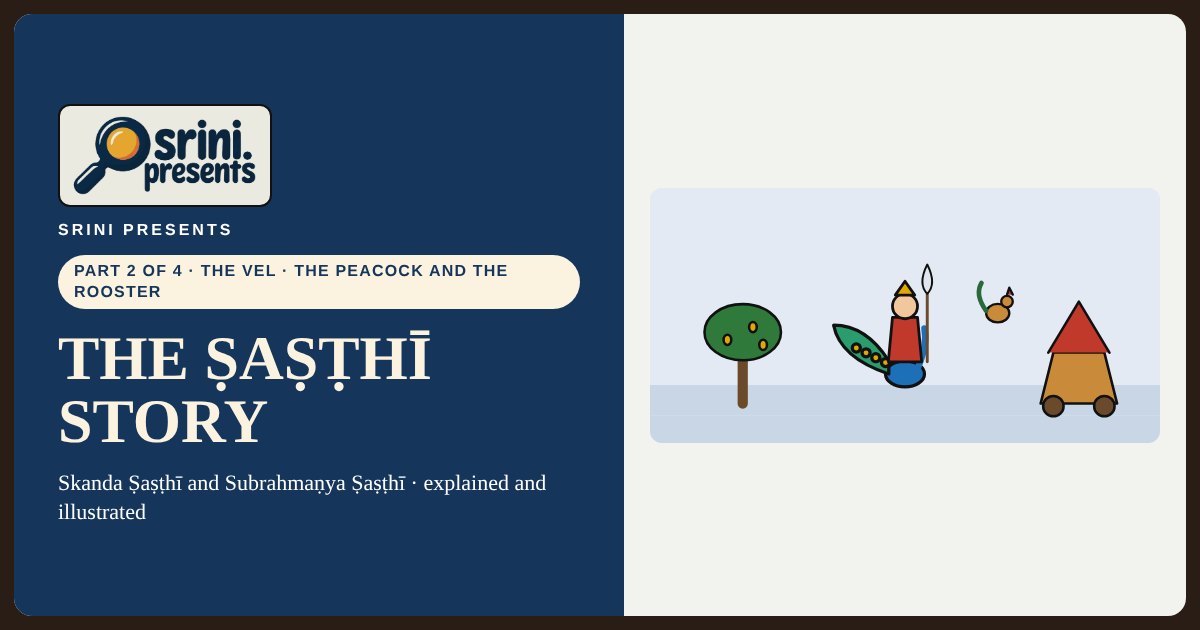 srini.
presents
SRINI PRESENTS
PART 2 OF 4 · THE VEL · THE PEACOCK AND THE
ROOSTER
THE ṢAṢṬHĪ
STORY
Skanda Ṣaṣṭhī and Subrahmaṇya Ṣaṣṭhī · explained and
illustrated